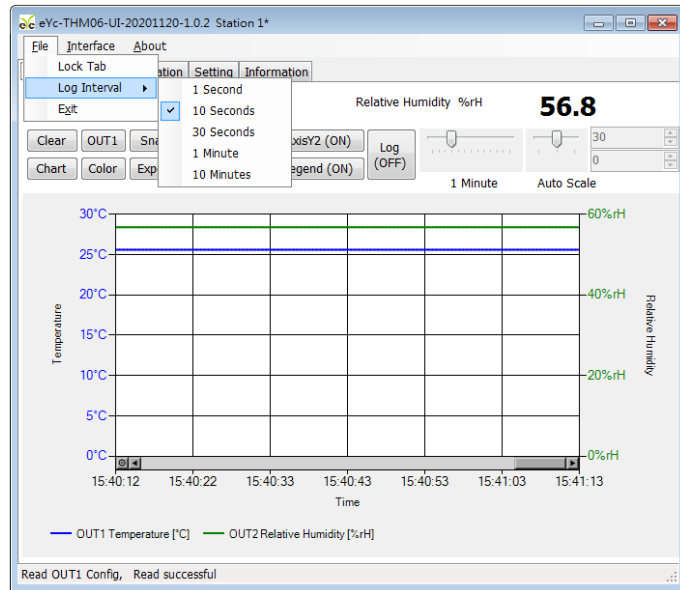 eYc eYc-THM06-UI-20201120-1.0.2 Station 1*
File Interface About
Lock Tab
Setting Information
Log Interval
1 Second
Exit
10 Seconds
Relative Humidity %rH 56.8
30 Seconds
Clear OUT1 (ON) Log (OFF) 30
1 Minute
Chart Color (ON) 0
10 Minutes
1 Minute Auto Scale
30°C 60%rH
25°C
20°C 40%rH
15°C
10°C 20%rH
5°C
0°C 0%rH
Temperature
Relative Humidity
15:40:12 15:40:22 15:40:33 15:40:43 15:40:53 15:41:03 15:41:13
Time
OUT1 Temperature [°C] OUT2 Relative Humidity [%rH]
Read OUT1 Config, Read successful